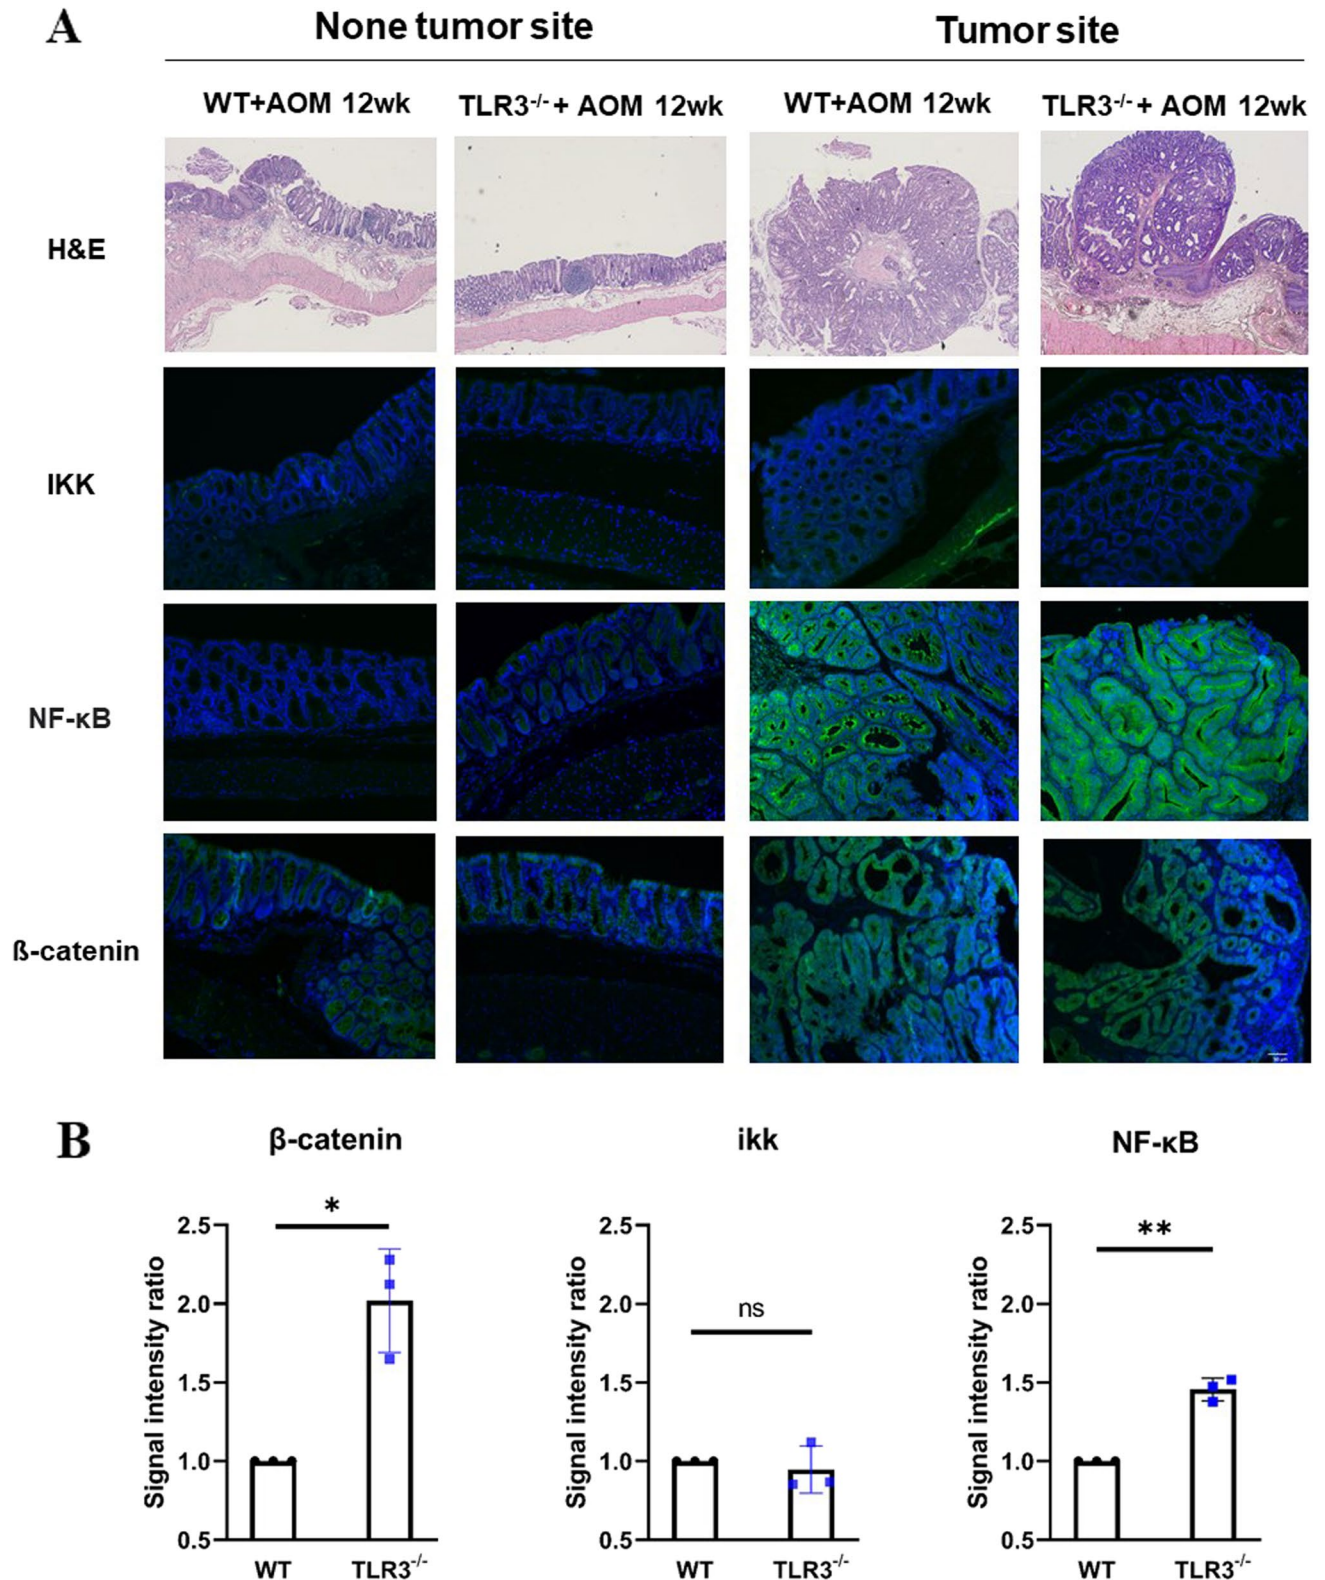 A
None tumor site
Tumor site
WT+AOM 12wk
TLR3-/- + AOM 12wk
WT+AOM 12wk
TLR3-/- + AOM 12wk
H&E
IKK
NF-κB
ß-catenin
B
β-catenin
ikk
NF-κB
*
ns
**
Signal intensity ratio
2.5
2.0
1.5
1.0
0.5
WT
TLR3-/-
Signal intensity ratio
2.5
2.0
1.5
1.0
0.5
WT
TLR3-/-
Signal intensity ratio
2.5
2.0
1.5
1.0
0.5
WT
TLR3-/-